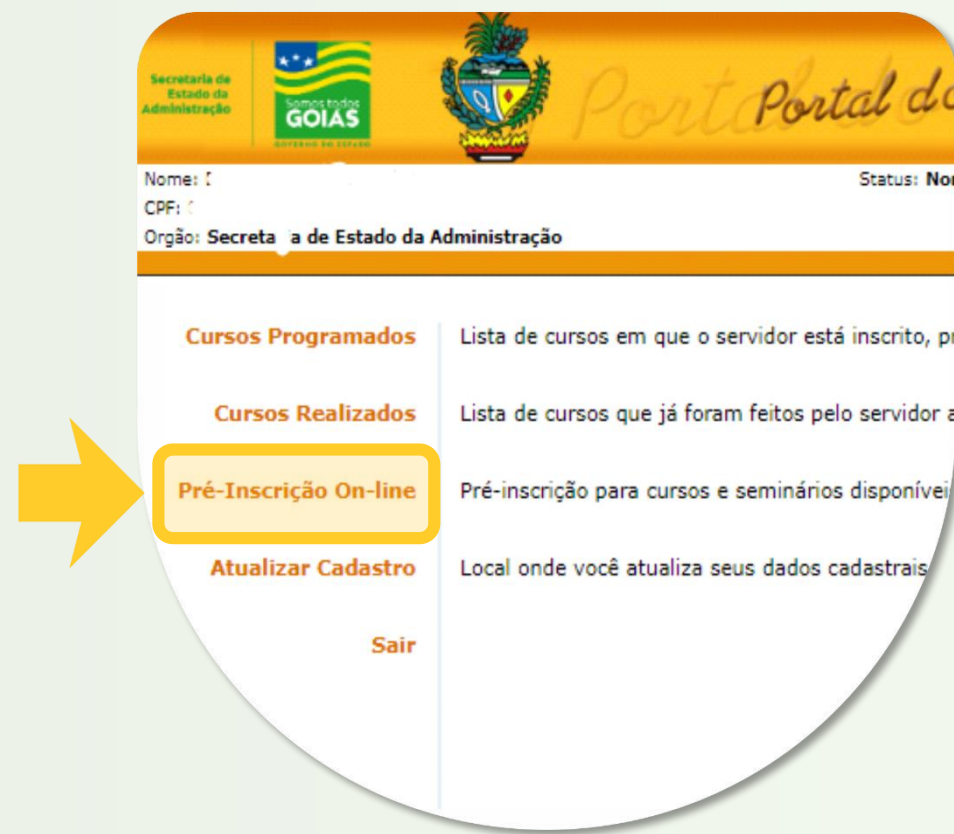 Secretaria de
Estado da
Administração
Somos todos
GOIÁS
GOVERNO DO ESTADO
Portal
Nome:
Status:
CPF:
Orgão: Secreta a de Estado da Administração
Cursos Programados Lista de cursos em que o servidor está inscrito,
Cursos Realizados Lista de cursos que já foram feitos pelo servidor
Pré-Inscrição On-line Pré-inscrição para cursos e seminários
Atualizar Cadastro Local onde você atualiza seus dados cadastrais
Sair